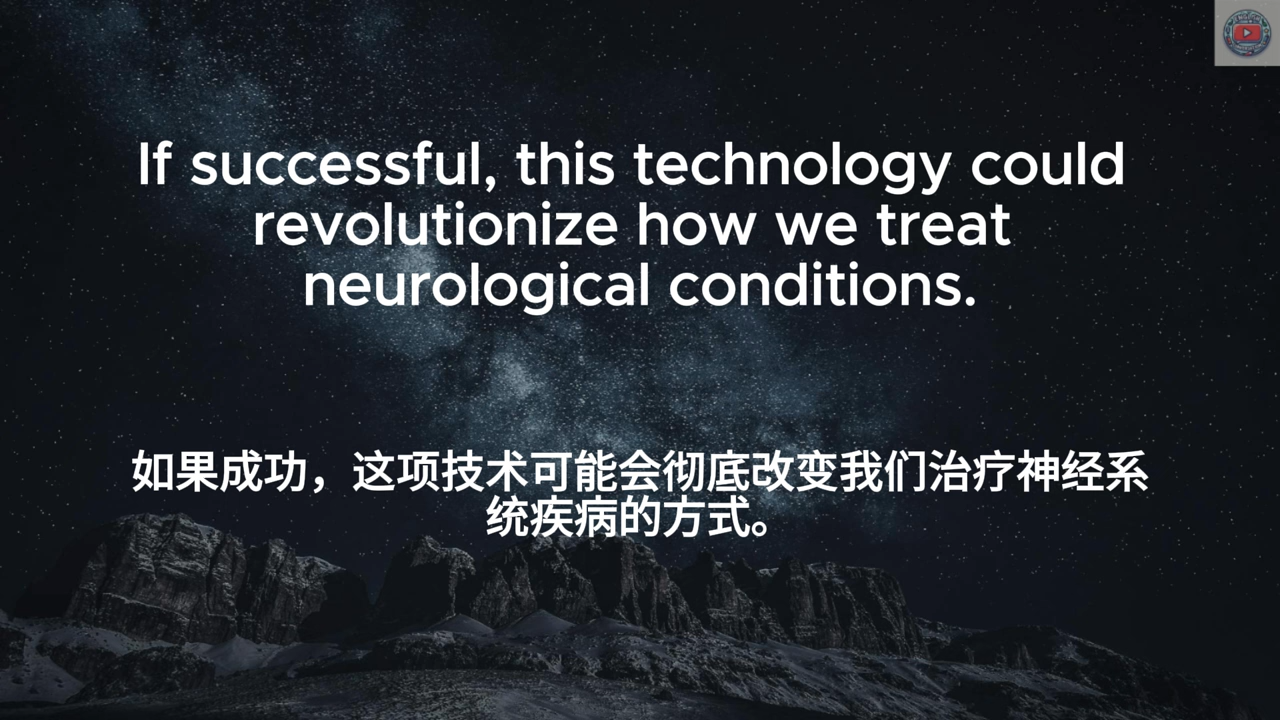 If successful, this technology could
revolutionize how we treat
neurological conditions.
如果成功，这项技术可能会彻底改变我们治疗神经系
统疾病的方式。